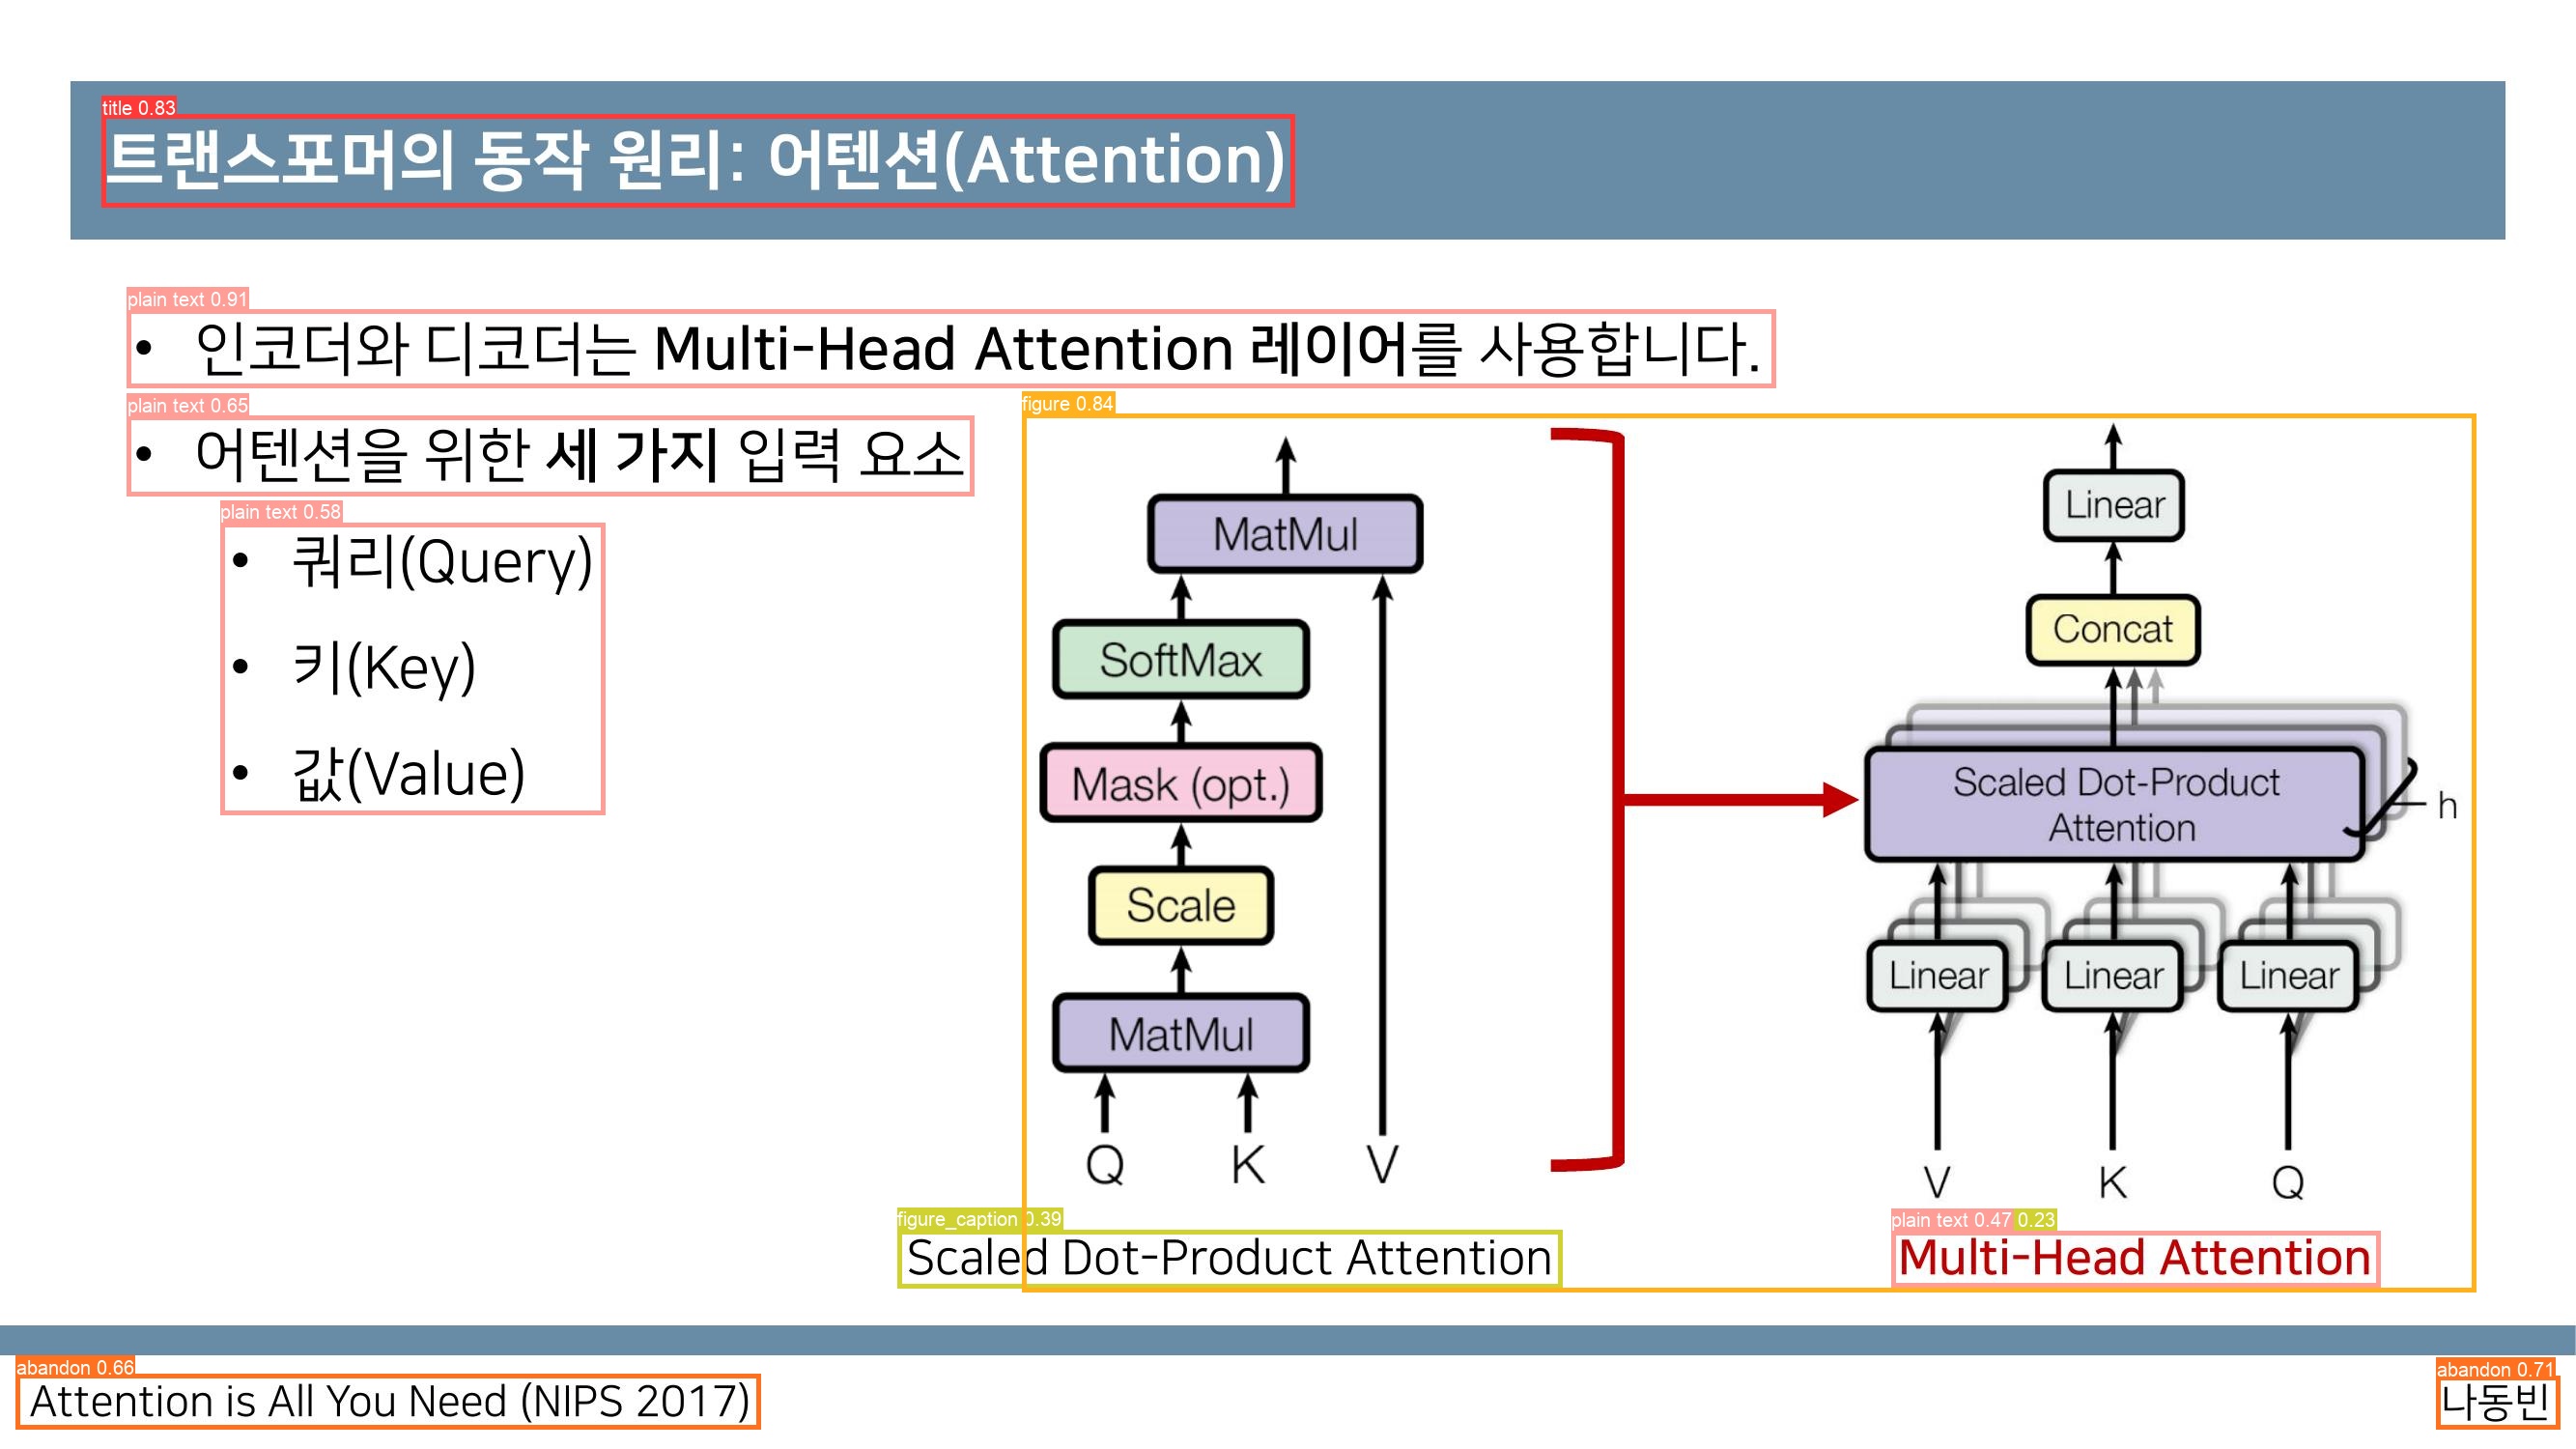 title 0.83
트랜스포머의 동작 원리: 어텐션(Attention)
plain text 0.91
• 인코더와 디코더는 Multi-Head Attention 레이어를 사용합니다.
plain text 0.65
• 어텐션을 위한 세 가지 입력 요소
plain text 0.58
• 쿼리(Query)
• 키(Key)
• 값(Value)
figure 0.84
MatMul
SoftMax
Mask (opt.)
Scale
MatMul
Q K V
figure_caption 0.39
Scaled Dot-Product Attention
Linear
Concat
Scaled Dot-Product
Attention
h
Linear Linear Linear
V K Q
plain text 0.47 0.23
Multi-Head Attention
abandon 0.66
Attention is All You Need (NIPS 2017)
abandon 0.71
나동빈